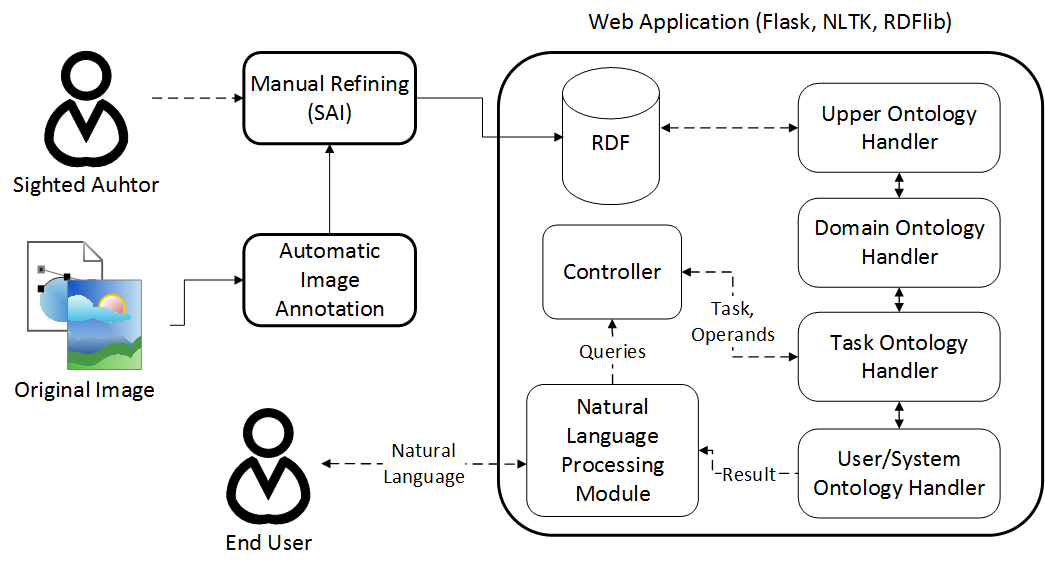 Web Application (Flask, NLTK, RDFlib)
Manual Refining
(SAI)
Sighted Auhtor
RDF
Upper Ontology
Handler
Domain Ontology
Handler
Automatic
Image
Annotation
Controller
Task,
Operands
Task Ontology
Handler
Original Image
Queries
Natural
Language
Processing
Module
Natural
Language
Result
User/System
Ontology Handler
End User